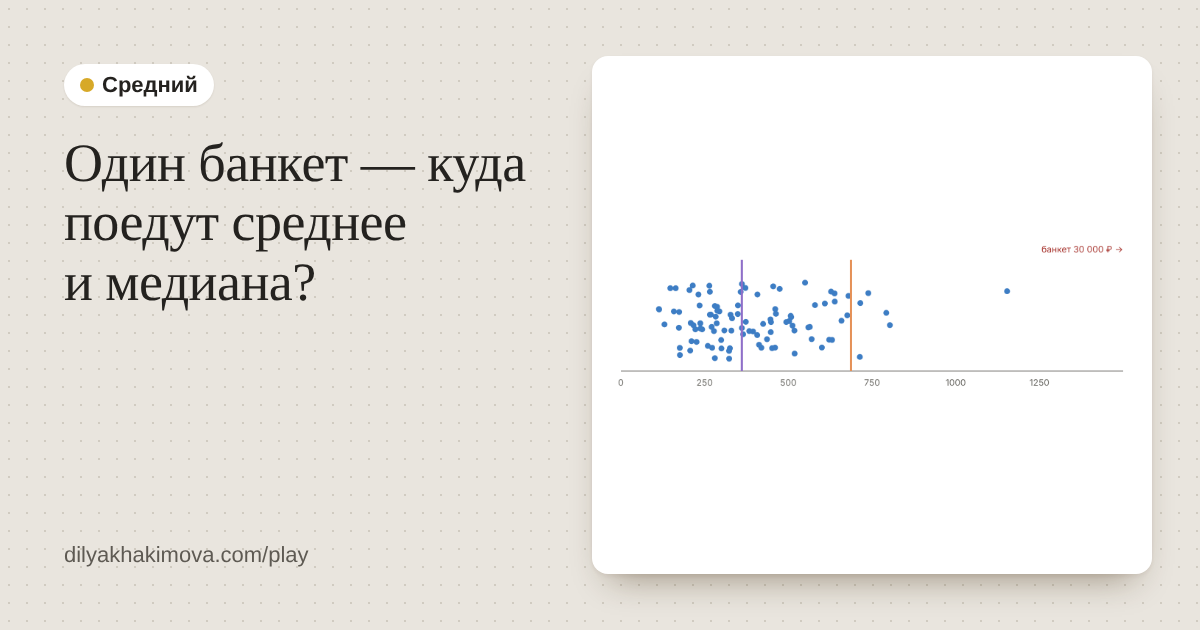 Средний
Один банкет — куда
поедут среднее
и медиана?
dilyakhakimova.com/play
банкет 30 000 ₽ →
0 250 500 750 1000 1250